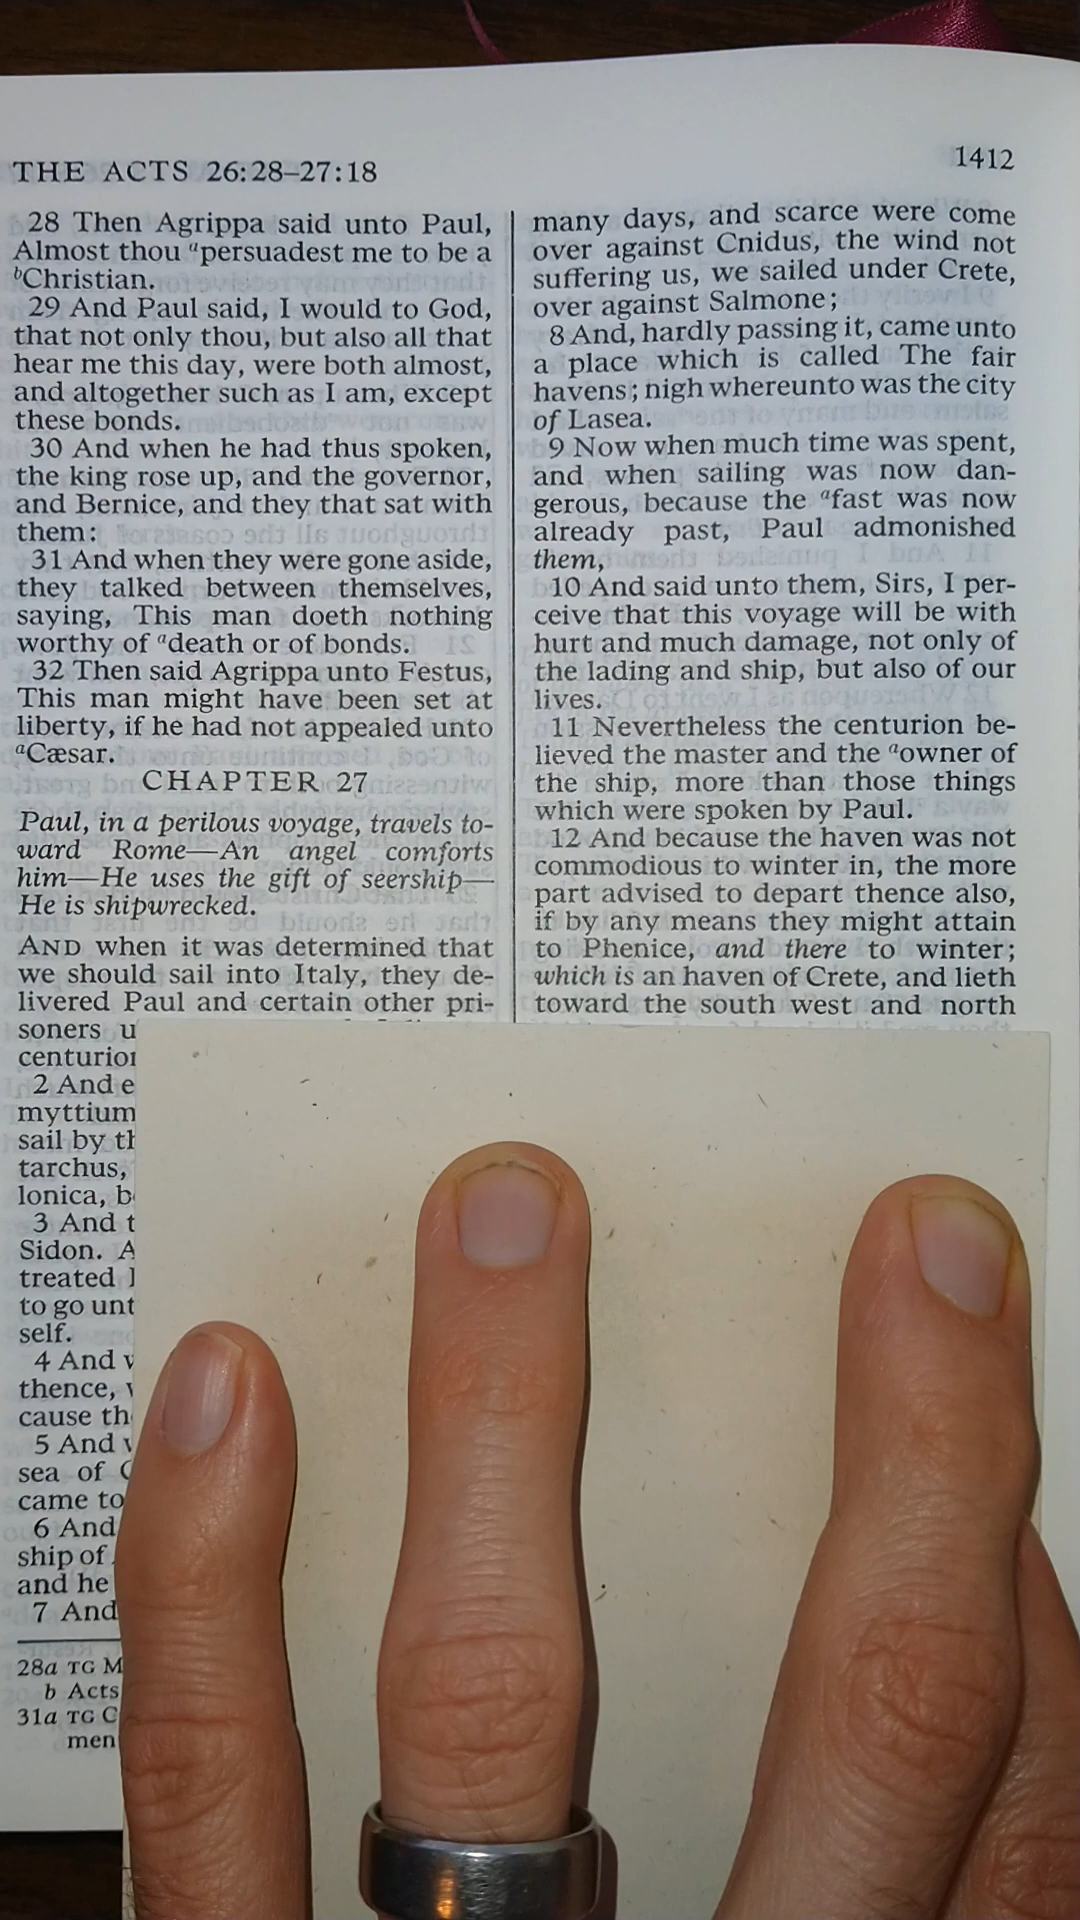 THE ACTS 26:28–27:18
1412
28 Then Agrippa said unto Paul,
Almost thou ᵃpersuadest me to be a
ᵇChristian.
29 And Paul said, I would to God,
that not only thou, but also all that
hear me this day, were both almost,
and altogether such as I am, except
these bonds.
30 And when he had thus spoken,
the king rose up, and the governor,
and Bernice, and they that sat with
them:
31 And when they were gone aside,
they talked between themselves,
saying, This man doeth nothing
worthy of ᵃdeath or of bonds.
32 Then said Agrippa unto Festus,
This man might have been set at
liberty, if he had not appealed unto
ᵃCæsar.
CHAPTER 27
Paul, in a perilous voyage, travels to-
ward Rome—An angel comforts
him—He uses the gift of seership—
He is shipwrecked.
AND when it was determined that
we should sail into Italy, they de-
livered Paul and certain other pri-
soners
2 And
myttium
sail by
tarchus,
lonica,
3 And
Sidon.
treated
to go
self.
4 And
thence,
cause
5 And
sea of
came to
6 And
ship of
and he
7 And
28a TG
b Acts
31a TG
men
many days, and scarce were come
over against Cnidus, the wind not
suffering us, we sailed under Crete,
over against Salmone;
8 And, hardly passing it, came unto
a place which is called The fair
havens; nigh whereunto was the city
of Lasea.
9 Now when much time was spent,
and when sailing was now dan-
gerous, because the ᵃfast was now
already past, Paul admonished
them,
10 And said unto them, Sirs, I per-
ceive that this voyage will be with
hurt and much damage, not only of
the lading and ship, but also of our
lives.
11 Nevertheless the centurion be-
lieved the master and the ᵃowner of
the ship, more than those things
which were spoken by Paul.
12 And because the haven was not
commodious to winter in, the more
part advised to depart thence also,
if by any means they might attain
to Phenice, and there to winter;
which is an haven of Crete, and lieth
toward the south west and north